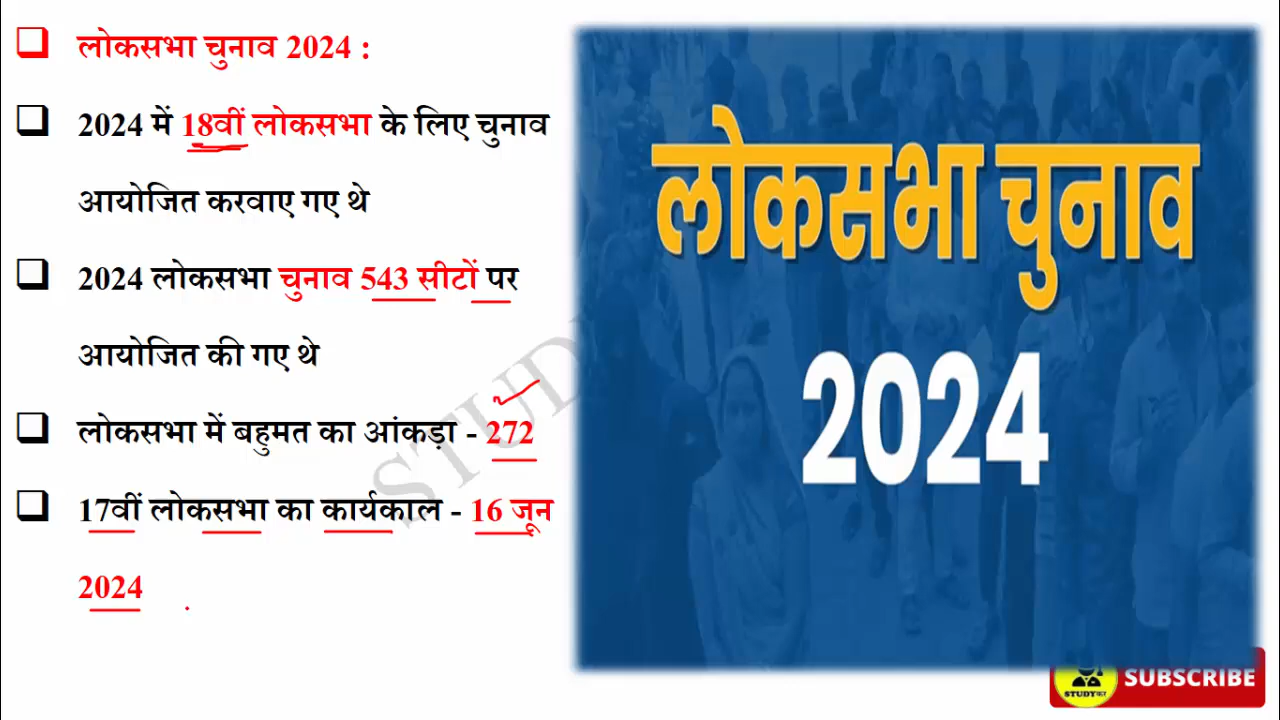 लोकसभा चुनाव 2024 :
2024 में 18वीं लोकसभा के लिए चुनाव
आयोजित करवाए गए थे
2024 लोकसभा चुनाव 543 सीटों पर
आयोजित की गए थे
लोकसभा में बहुमत का आंकड़ा - 272
17वीं लोकसभा का कार्यकाल - 16 जून
2024
लोकसभा चुनाव
2024
STUDY
SUBSCRIBE